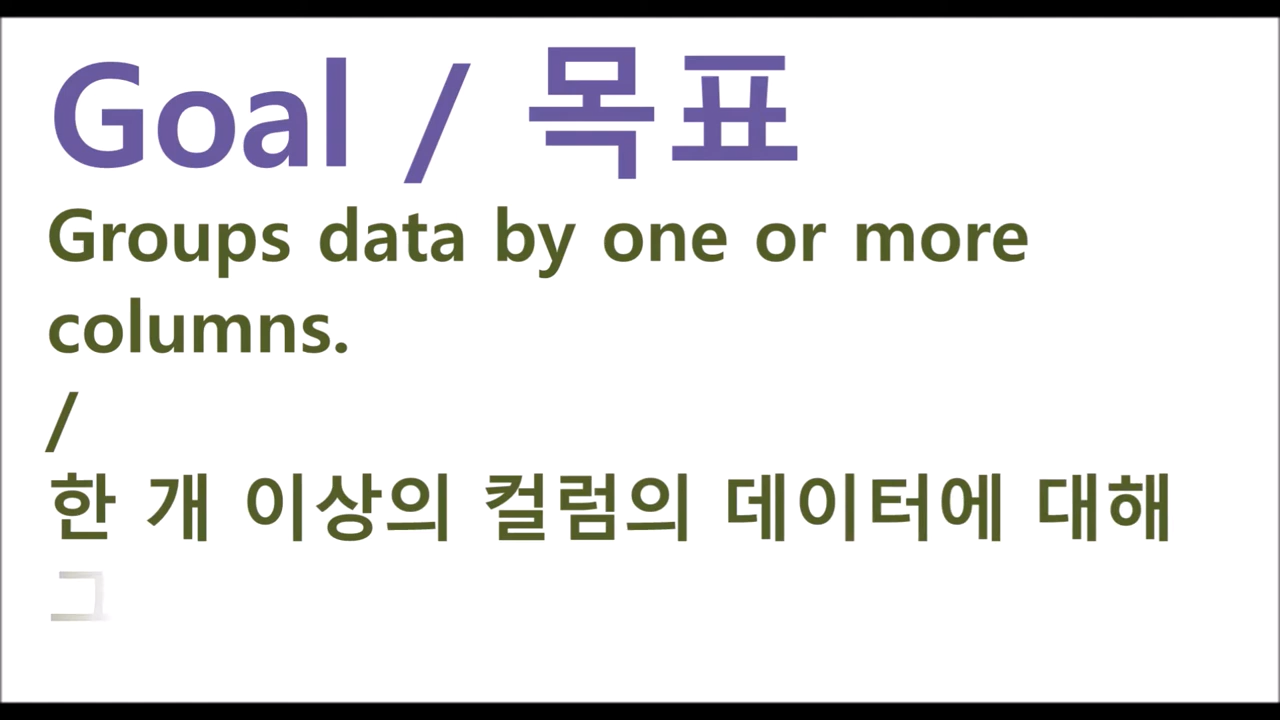 Goal / 목표
Groups data by one or more
columns.
/
한 개 이상의 컬럼의 데이터에 대해
그